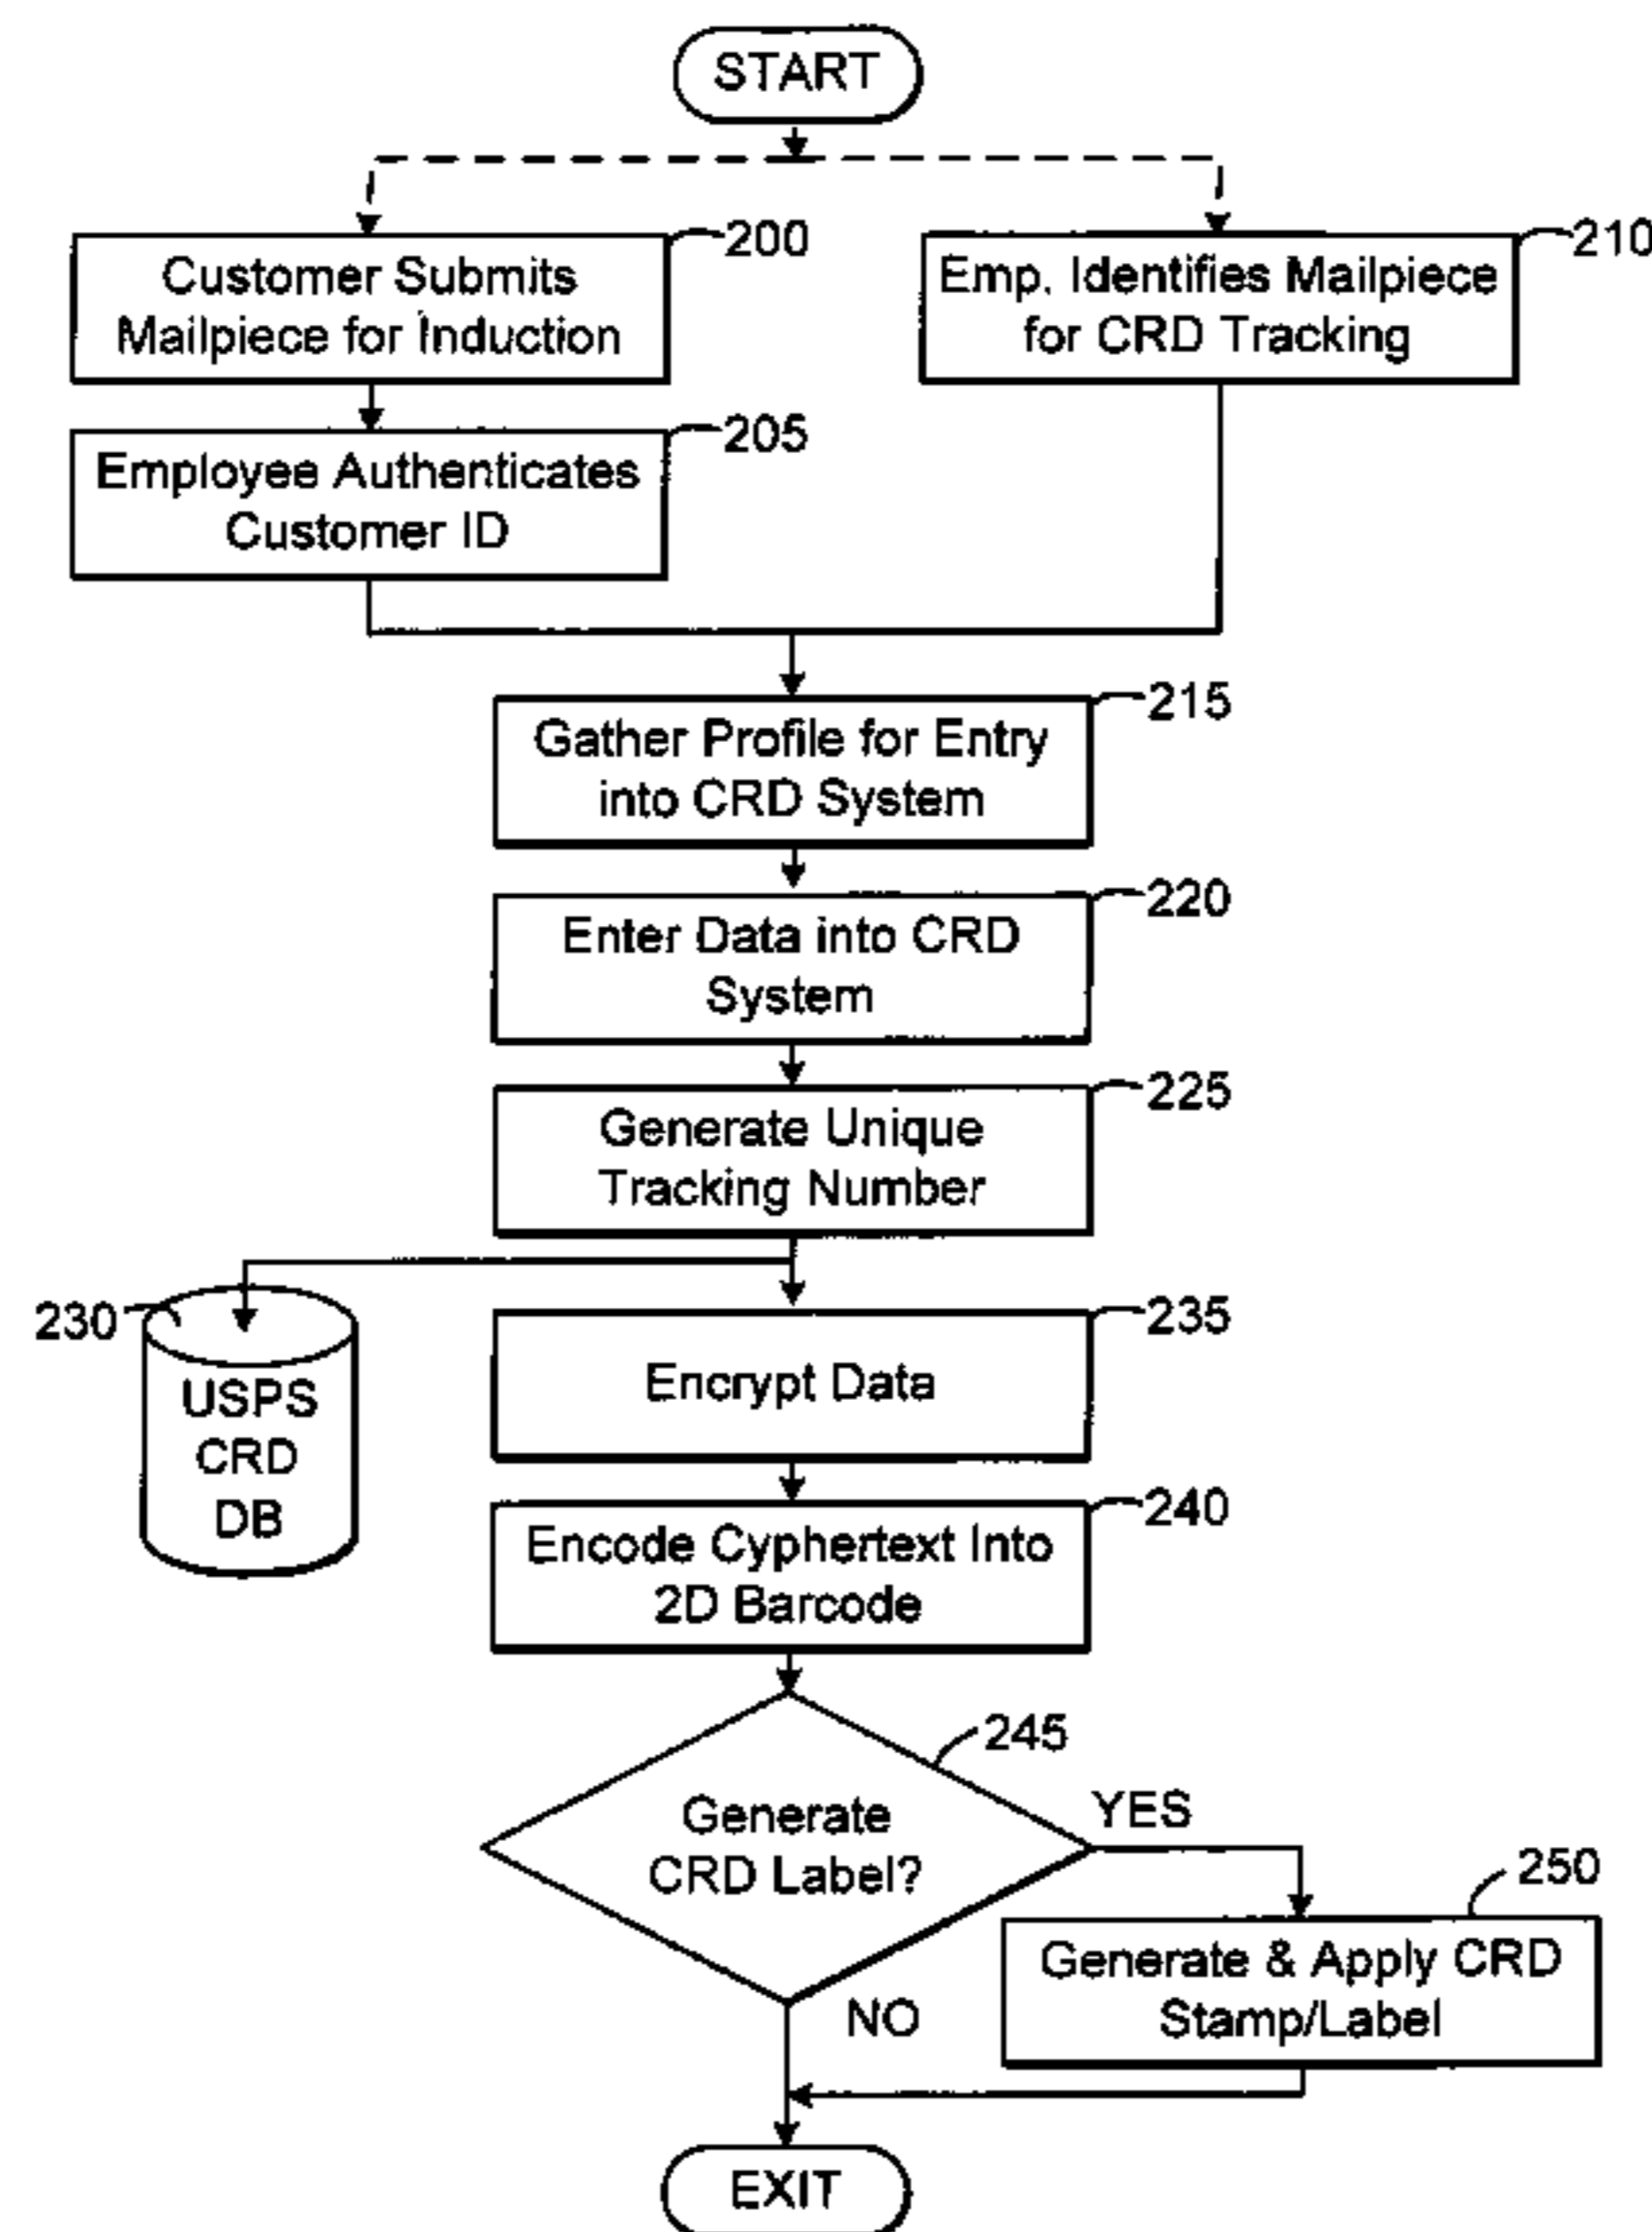 START
200
Customer Submits
Mailpiece for Induction
210
Emp. Identifies Mailpiece
for CRD Tracking
205
Employee Authenticates
Customer ID
215
Gather Profile for Entry
into CRD System
220
Enter Data into CRD
System
225
Generate Unique
Tracking Number
230
USPS
CRD
DB
235
Encrypt Data
240
Encode Cyphertext Into
2D Barcode
245
Generate
CRD Label?
YES
NO
250
Generate & Apply CRD
Stamp/Label
EXIT